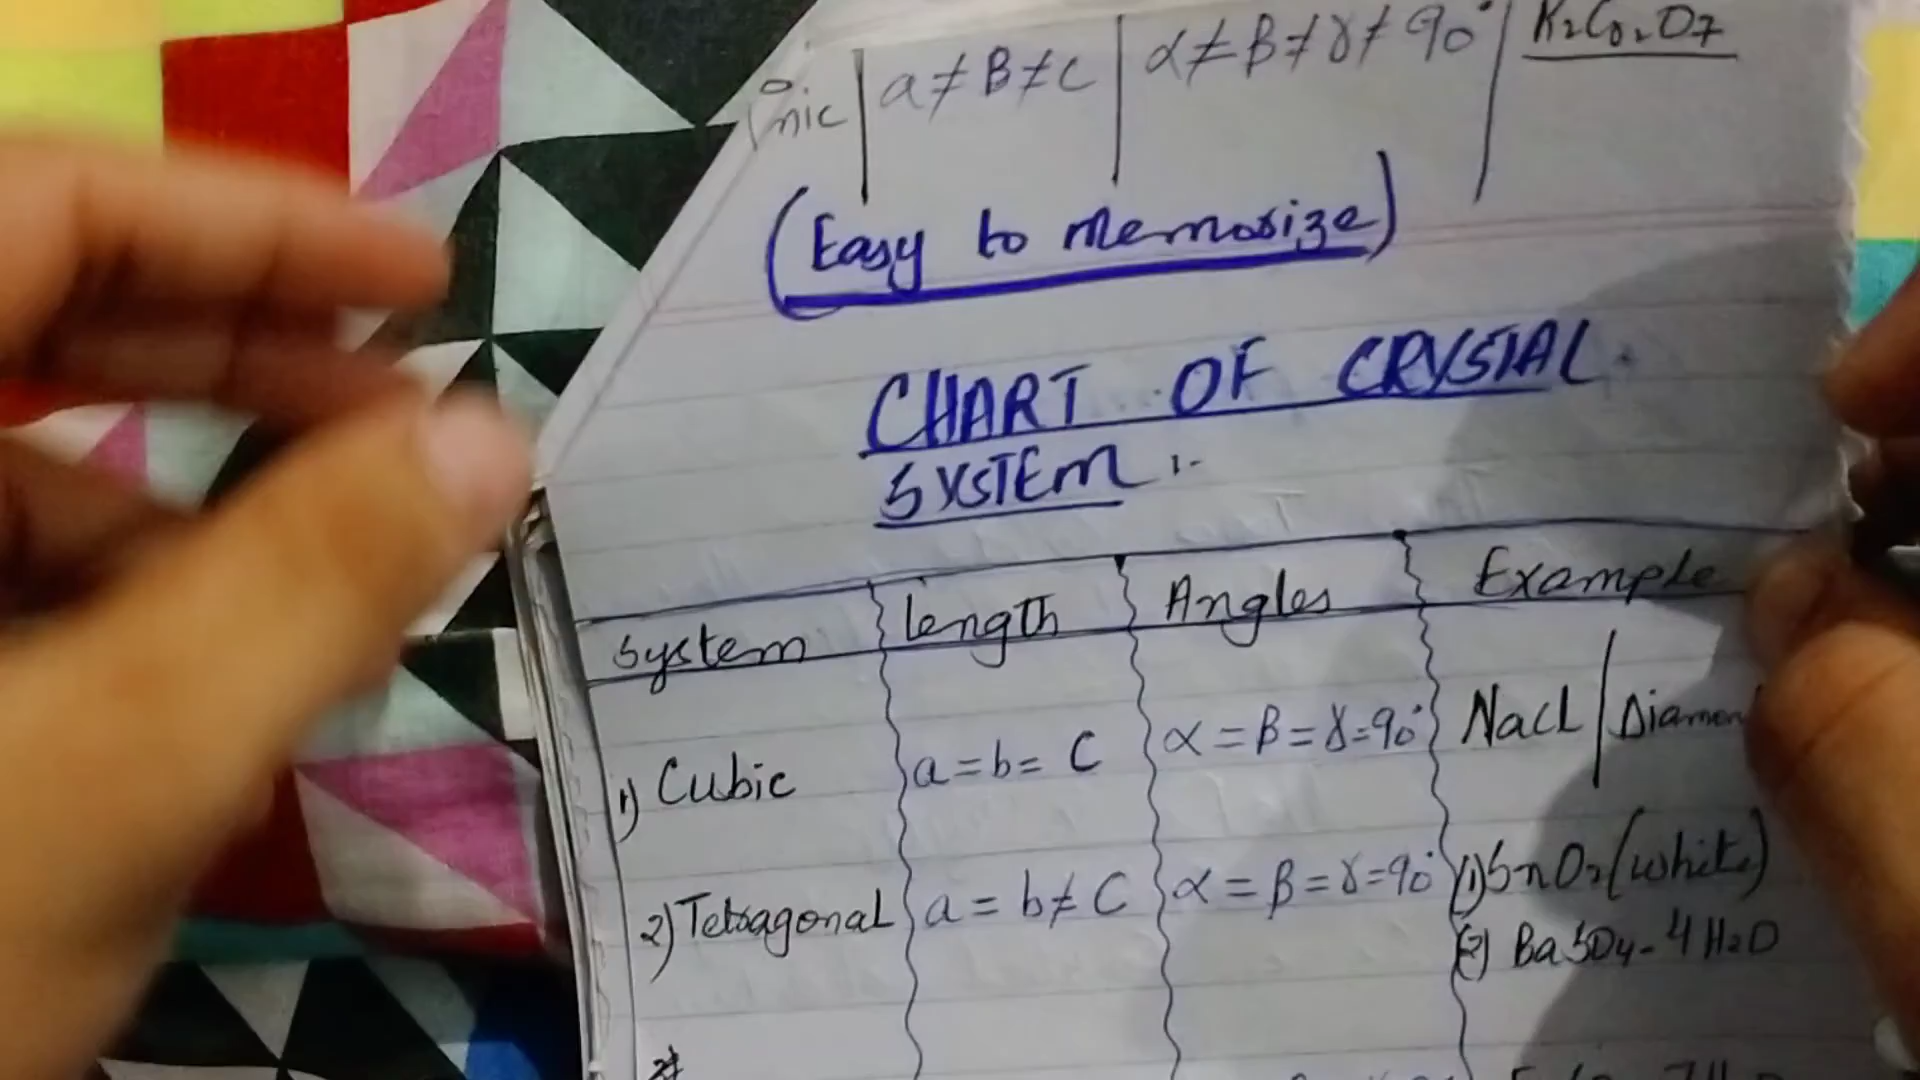 nic | a ≠ B ≠ C | α ≠ β ≠ γ ≠ 90° | K2Cr2O7
(Easy to Memorize)
CHART OF CRYSTAL
SYSTEM :-
System Length Angles Example
1) Cubic a = b = C α = β = γ = 90° NaCl / Diamon
2) Tetragonal a = b ≠ C α = β = γ = 90° (1) SnO2 (white)
(2) BaSO4 - 4H2O